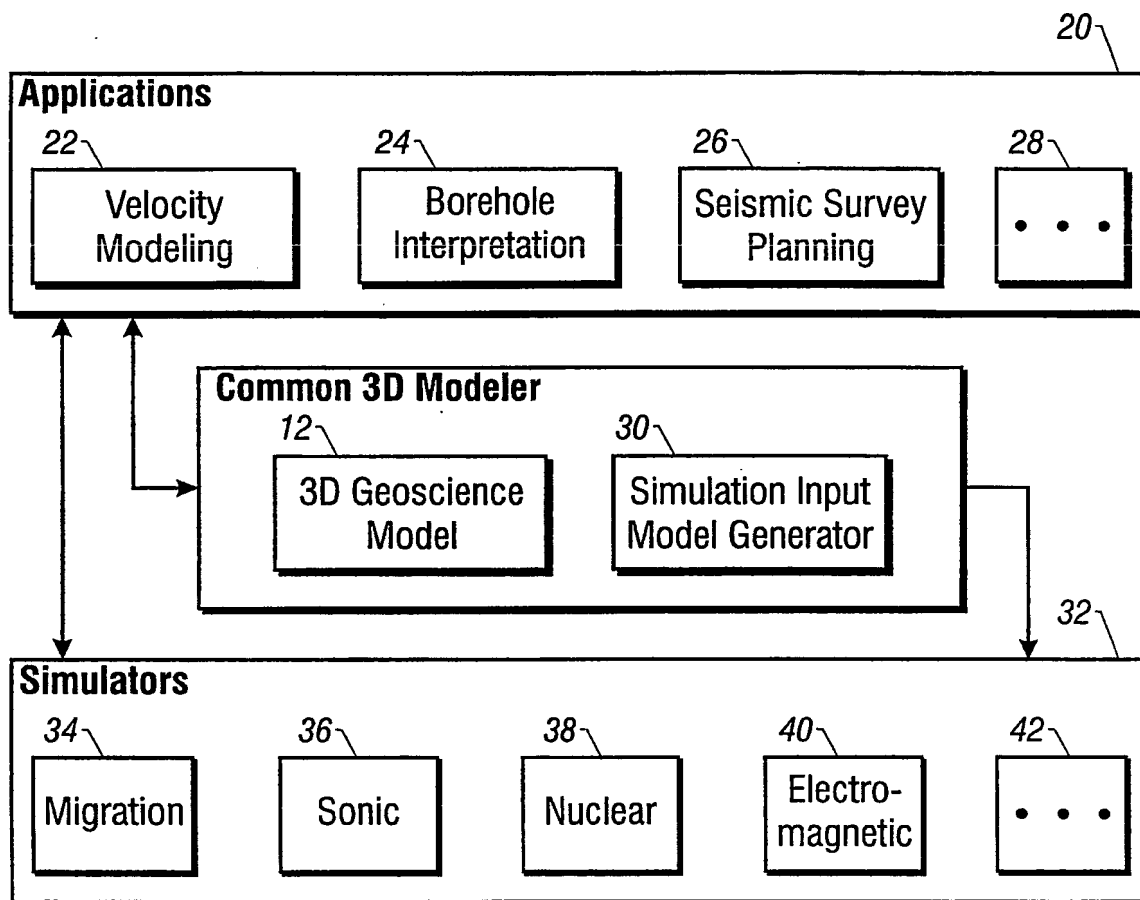 20
Applications
22
24
26
28
Velocity
Modeling
Borehole
Interpretation
Seismic Survey
Planning
• • •
Common 3D Modeler
12
30
3D Geoscience
Model
Simulation Input
Model Generator
32
Simulators
34
36
38
40
42
Migration
Sonic
Nuclear
Electro-
magnetic
• • •